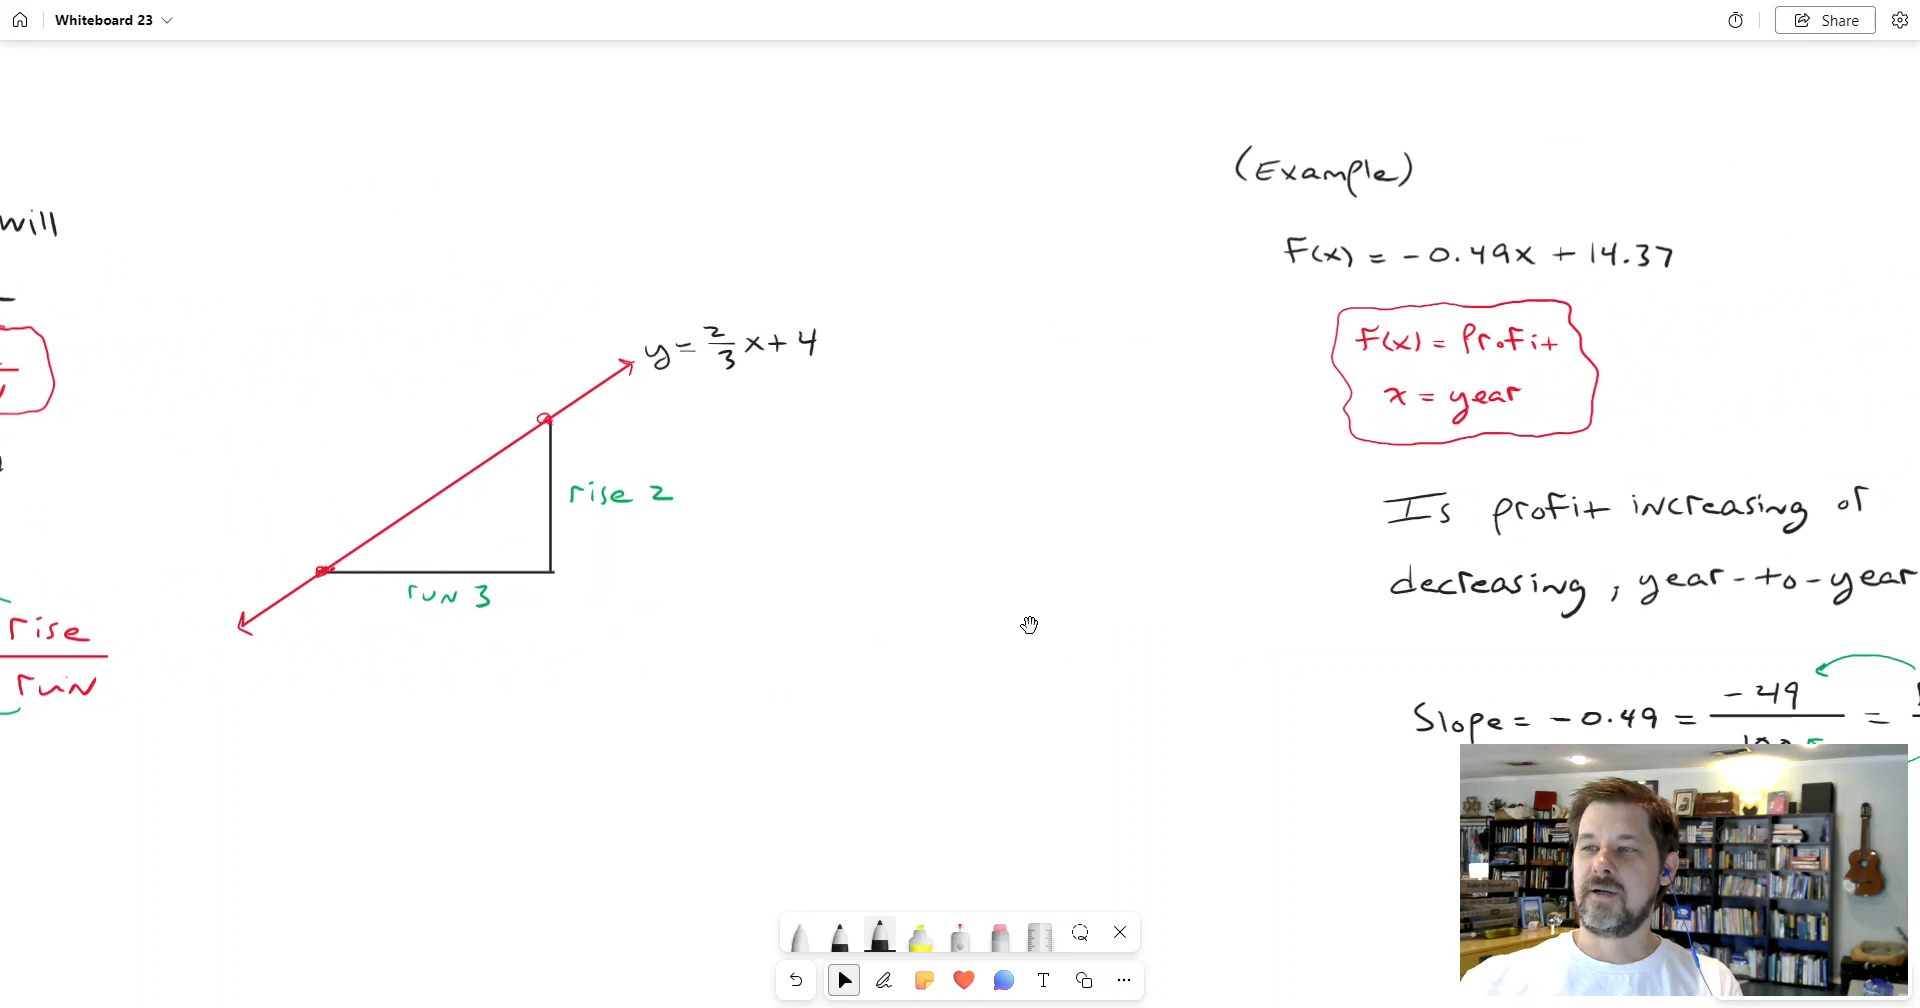 Whiteboard 23
Share
will
rise
run
y = 2/3 x + 4
rise 2
run 3
(Example)
F(x) = -0.49x + 14.37
F(x) = Profit
x = year
Is profit increasing or
decreasing, year-to-year
Slope = -0.49 = -49/100 =
T